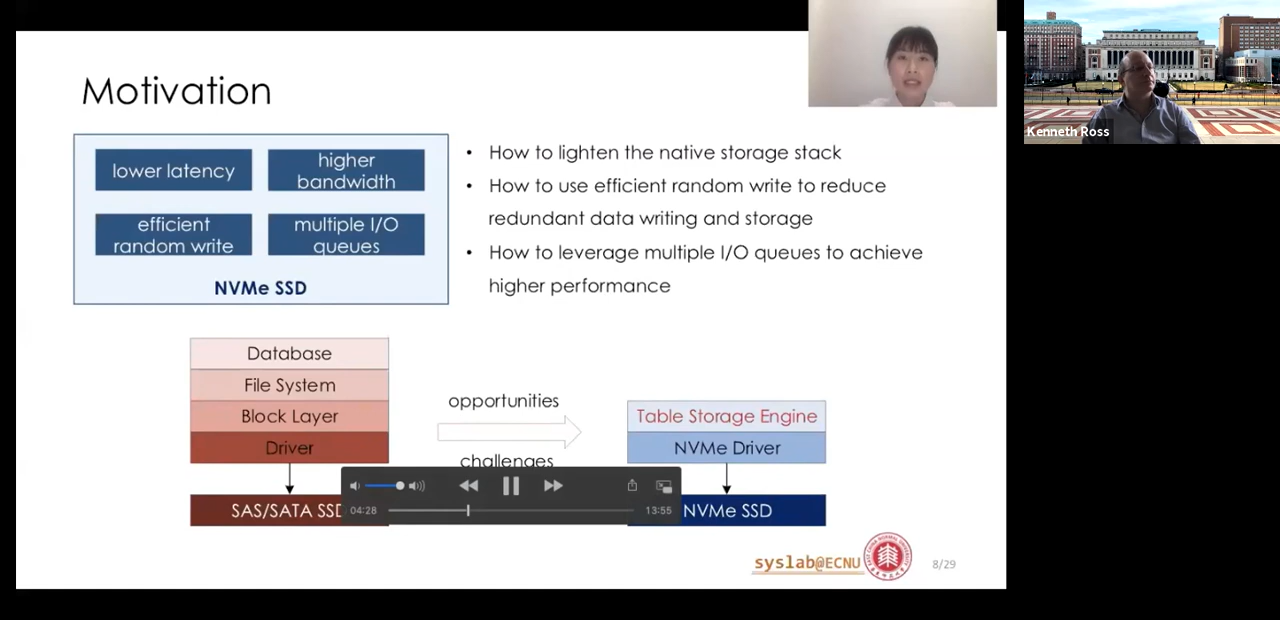 Motivation
lower latency
higher
bandwidth
efficient
random write
multiple I/O
queues
NVMe SSD
• How to lighten the native storage stack
• How to use efficient random write to reduce
redundant data writing and storage
• How to leverage multiple I/O queues to achieve
higher performance
Database
File System
Block Layer
Driver
SAS/SATA SSD
opportunities
challenges
Table Storage Engine
NVMe Driver
NVMe SSD
04:28
13:55
syslab@ECNU
8/29
Kenneth Ross